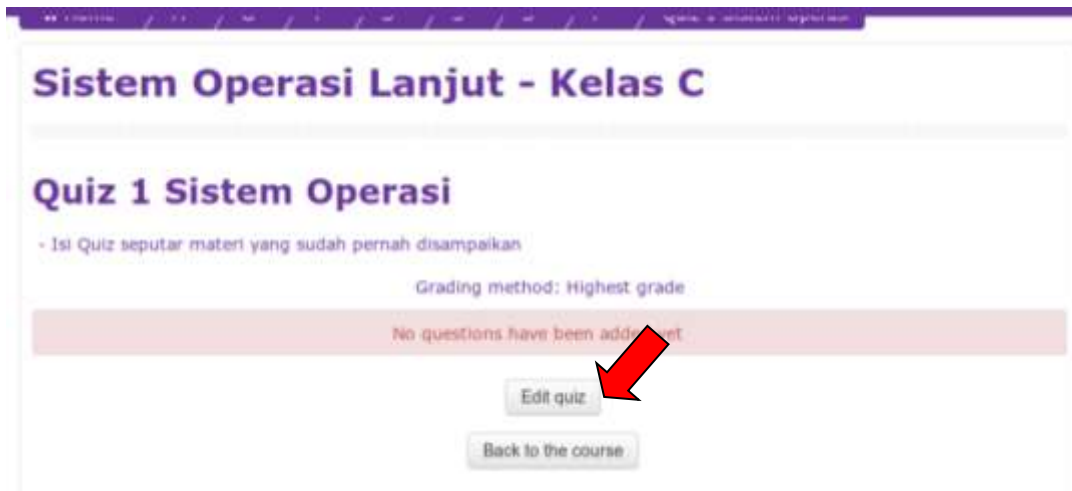 Sistem Operasi Lanjut - Kelas C
Quiz 1 Sistem Operasi
- Isi Quiz seputar materi yang sudah pernah disampaikan
Grading method: Highest grade
No questions have been added yet
Edit quiz
Back to the course